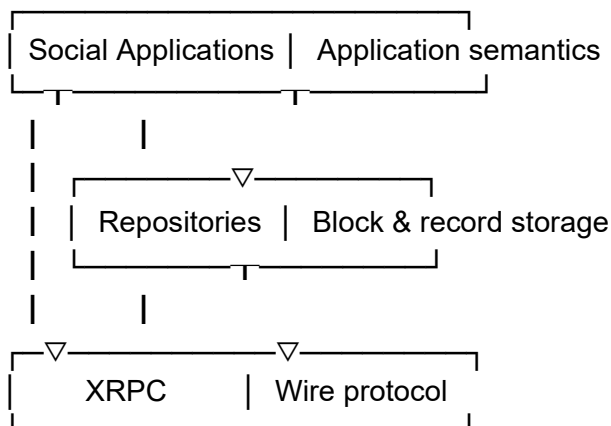 Social Applications | Application semantics
Repositories | Block & record storage
XRPC | Wire protocol